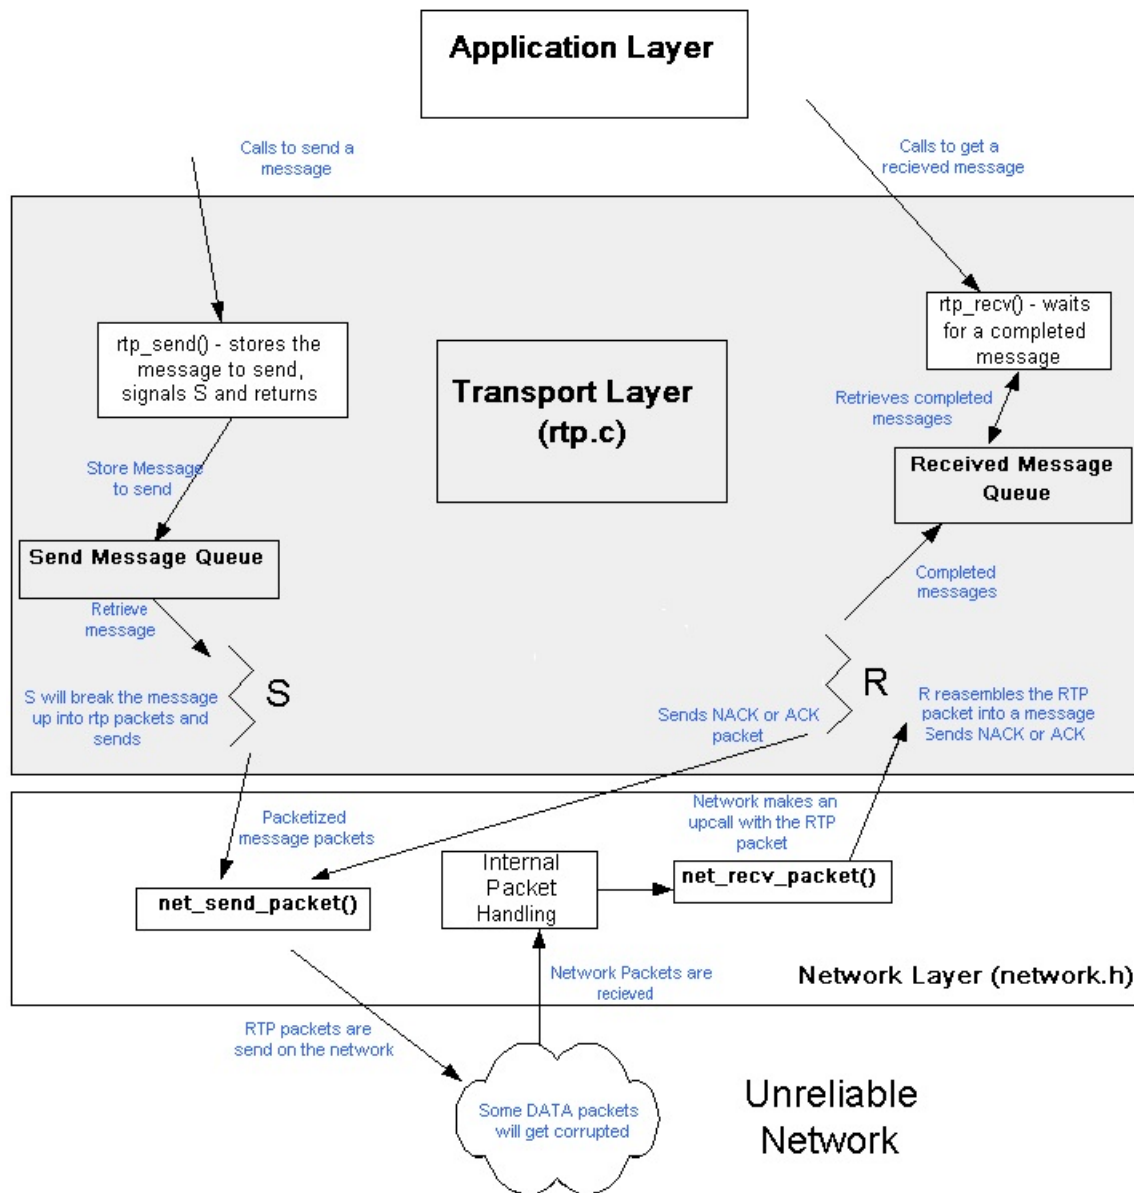 Application Layer
Calls to send a
message
Calls to get a
recieved message
rtp_send() - stores the
message to send,
signals S and returns
rtp_recv() - waits
for a completed
message
Transport Layer
(rtp.c)
Retrieves completed
messages
Store Message
to send
Received Message
Queue
Send Message Queue
Completed
messages
Retrieve
message
S
R
S will break the message
up into rtp packets and
sends
Sends NACK or ACK
packet
R reassembles the RTP
packet into a message
Sends NACK or ACK
Packetized
message packets
Network makes an
upcall with the RTP
packet
Internal
Packet
Handling
net_recv_packet()
net_send_packet()
Network Packets are
recieved
Network Layer (network.h)
RTP packets are
send on the network
Some DATA packets
will get corrupted
Unreliable
Network